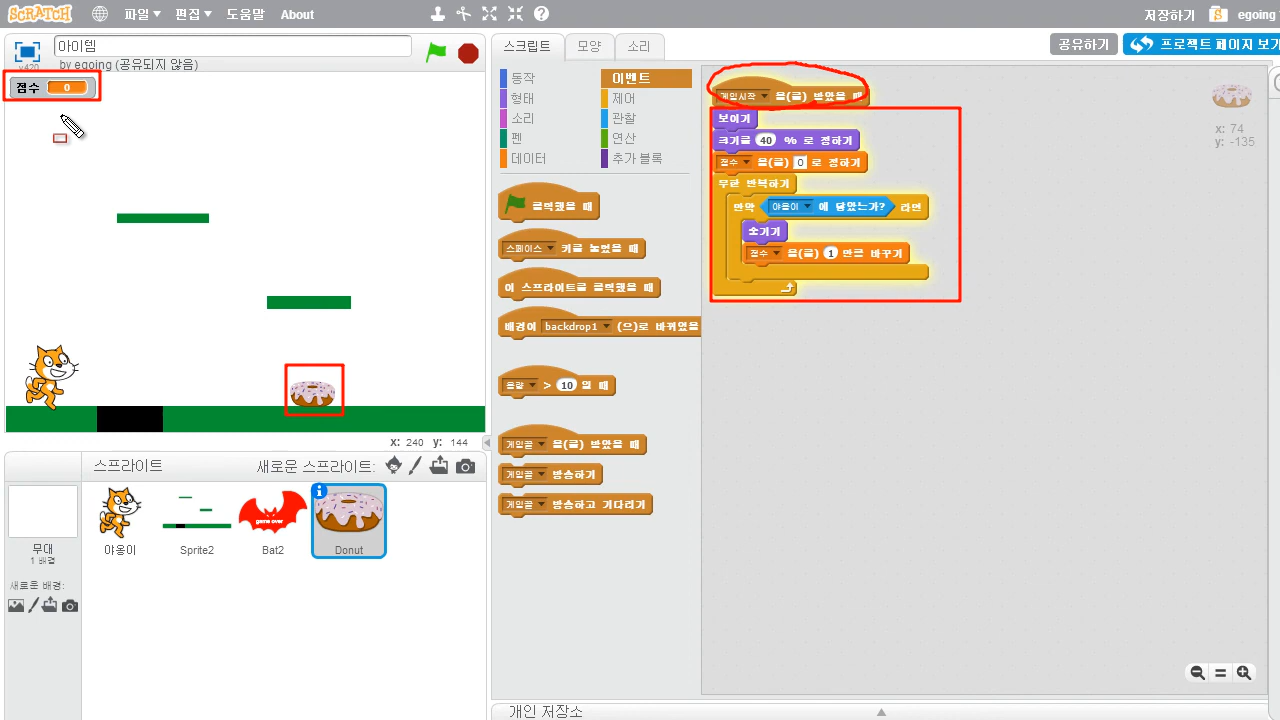 SCRATCH 파일 편집 도움말 About 저장하기 S egoing
아이템
by egoing (공유되지 않음)
v420
점수 0
x: 240 y: 144
스프라이트 새로운 스프라이트:
무대
1 배경
새로운 배경:
야옹이
Sprite2
game over
Bat2
Donut
스크립트 모양 소리
공유하기 프로젝트 페이지 보기
동작 이벤트
형태 제어
소리 관찰
펜 연산
데이터 추가 블록
클릭했을 때
스페이스 키를 눌렀을 때
이 스프라이트를 클릭했을 때
배경이 backdrop1 (으)로 바뀌었을
음량 > 10 일 때
게임끝 을(를) 받았을 때
게임끝 방송하기
게임끝 방송하고 기다리기
게임시작 을(를) 받았을 때
보이기
크기를 40 % 로 정하기
점수 을(를) 0 로 정하기
무한 반복하기
만약 야옹이 에 닿았는가? 라면
숨기기
점수 을(를) 1 만큼 바꾸기
x: 74
y: -135
개인 저장소